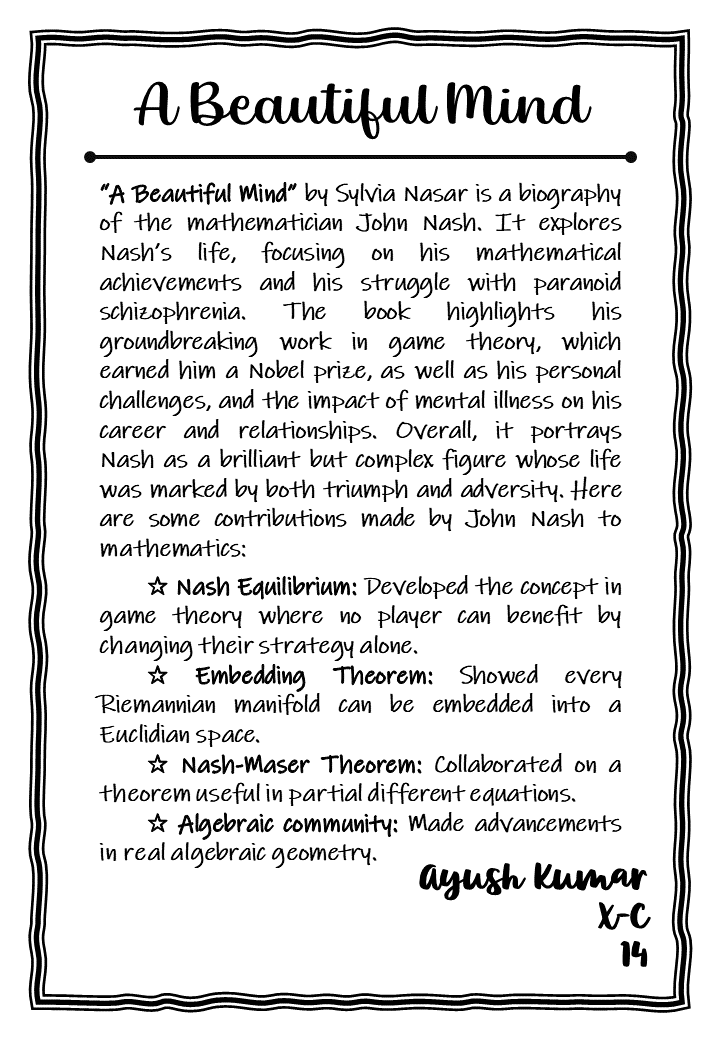 A Beautiful Mind
"A Beautiful Mind" by Sylvia Nasar is a biography
of the mathematician John Nash. It explores
Nash's life, focusing on his mathematical
achievements and his struggle with paranoid
schizophrenia. The book highlights his
groundbreaking work in game theory, which
earned him a Nobel prize, as well as his personal
challenges, and the impact of mental illness on his
career and relationships. Overall, it portrays
Nash as a brilliant but complex figure whose life
was marked by both triumph and adversity. Here
are some contributions made by John Nash to
mathematics:
☆ Nash Equilibrium: Developed the concept in
game theory where no player can benefit by
changing their strategy alone.
☆ Embedding Theorem: Showed every
Riemannian manifold can be embedded into a
Euclidian space.
☆ Nash-Maser Theorem: Collaborated on a
theorem useful in partial different equations.
☆ Algebraic community: Made advancements
in real algebraic geometry.
Ayush Kumar
X-C
14